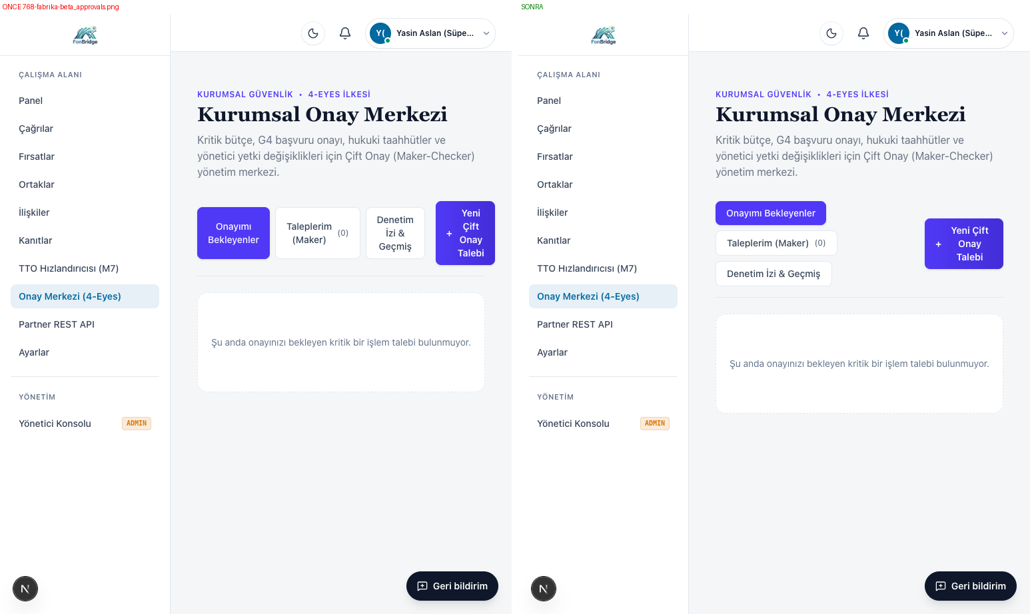 ONCE 768-fabrika-beta_approvals.png
FonBridge
Y( Yasin Aslan (Süpe...
ÇALIŞMA ALANI
Panel
Çağrılar
Fırsatlar
Ortaklar
İlişkiler
Kanıtlar
TTO Hızlandırıcısı (M7)
Onay Merkezi (4-Eyes)
Partner REST API
Ayarlar
YÖNETİM
Yönetici Konsolu ADMIN
N
KURUMSAL GÜVENLİK • 4-EYES İLKESİ
Kurumsal Onay Merkezi
Kritik bütçe, G4 başvuru onayı, hukuki taahhütler ve
yönetici yetki değişiklikleri için Çift Onay (Maker-Checker)
yönetim merkezi.
Onayımı
Bekleyenler
Taleplerim
(Maker) (0)
Denetim
İzi &
Geçmiş
+ Yeni
Çift
Onay
Talebi
Şu anda onayınızı bekleyen kritik bir işlem talebi bulunmuyor.
Geri bildirim
SONRA
FonBridge
Y( Yasin Aslan (Süpe...
ÇALIŞMA ALANI
Panel
Çağrılar
Fırsatlar
Ortaklar
İlişkiler
Kanıtlar
TTO Hızlandırıcısı (M7)
Onay Merkezi (4-Eyes)
Partner REST API
Ayarlar
YÖNETİM
Yönetici Konsolu ADMIN
N
KURUMSAL GÜVENLİK • 4-EYES İLKESİ
Kurumsal Onay Merkezi
Kritik bütçe, G4 başvuru onayı, hukuki taahhütler ve
yönetici yetki değişiklikleri için Çift Onay (Maker-Checker)
yönetim merkezi.
Onayımı Bekleyenler
Taleplerim (Maker) (0)
Denetim İzi & Geçmiş
+ Yeni Çift
Onay
Talebi
Şu anda onayınızı bekleyen kritik bir işlem talebi bulunmuyor.
Geri bildirim